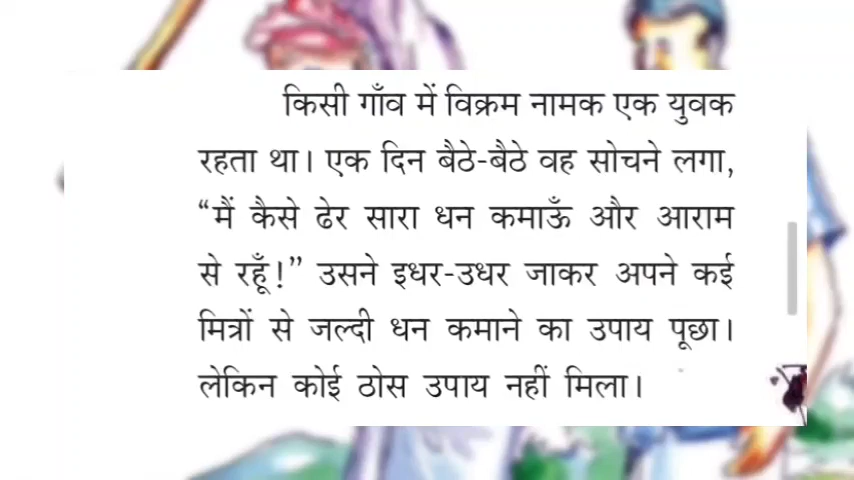 किसी गाँव में विक्रम नामक एक युवक
रहता था। एक दिन बैठे-बैठे वह सोचने लगा,
“मैं कैसे ढेर सारा धन कमाऊँ और आराम
से रहूँ!” उसने इधर-उधर जाकर अपने कई
मित्रों से जल्दी धन कमाने का उपाय पूछा।
लेकिन कोई ठोस उपाय नहीं मिला।